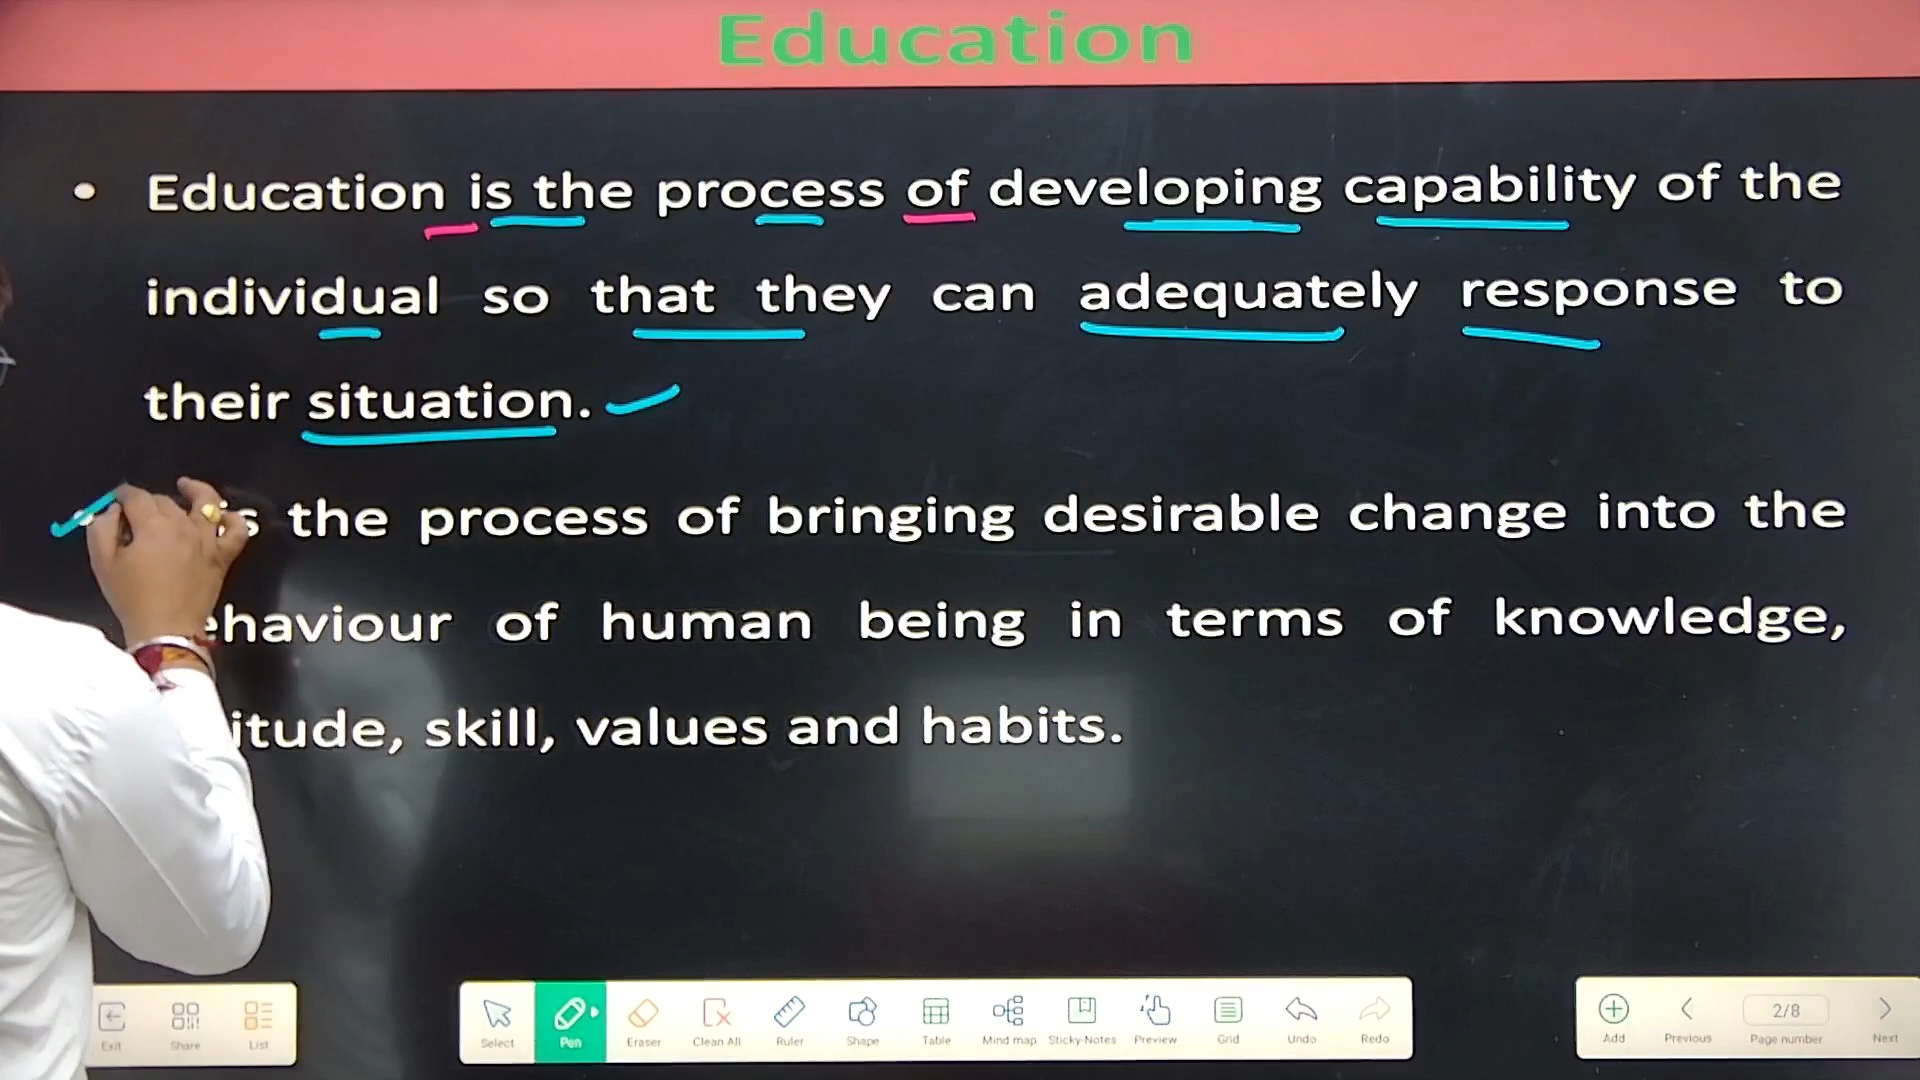 Education
• Education is the process of developing capability of the
individual so that they can adequately response to
their situation.
is the process of bringing desirable change into the
haviour of human being in terms of knowledge,
itude, skill, values and habits.
Exit Share List Select Pen Eraser Clean All Ruler Shape Table Mind map Sticky-Notes Preview Grid Undo Redo Add Previous 2/8 Page number Next